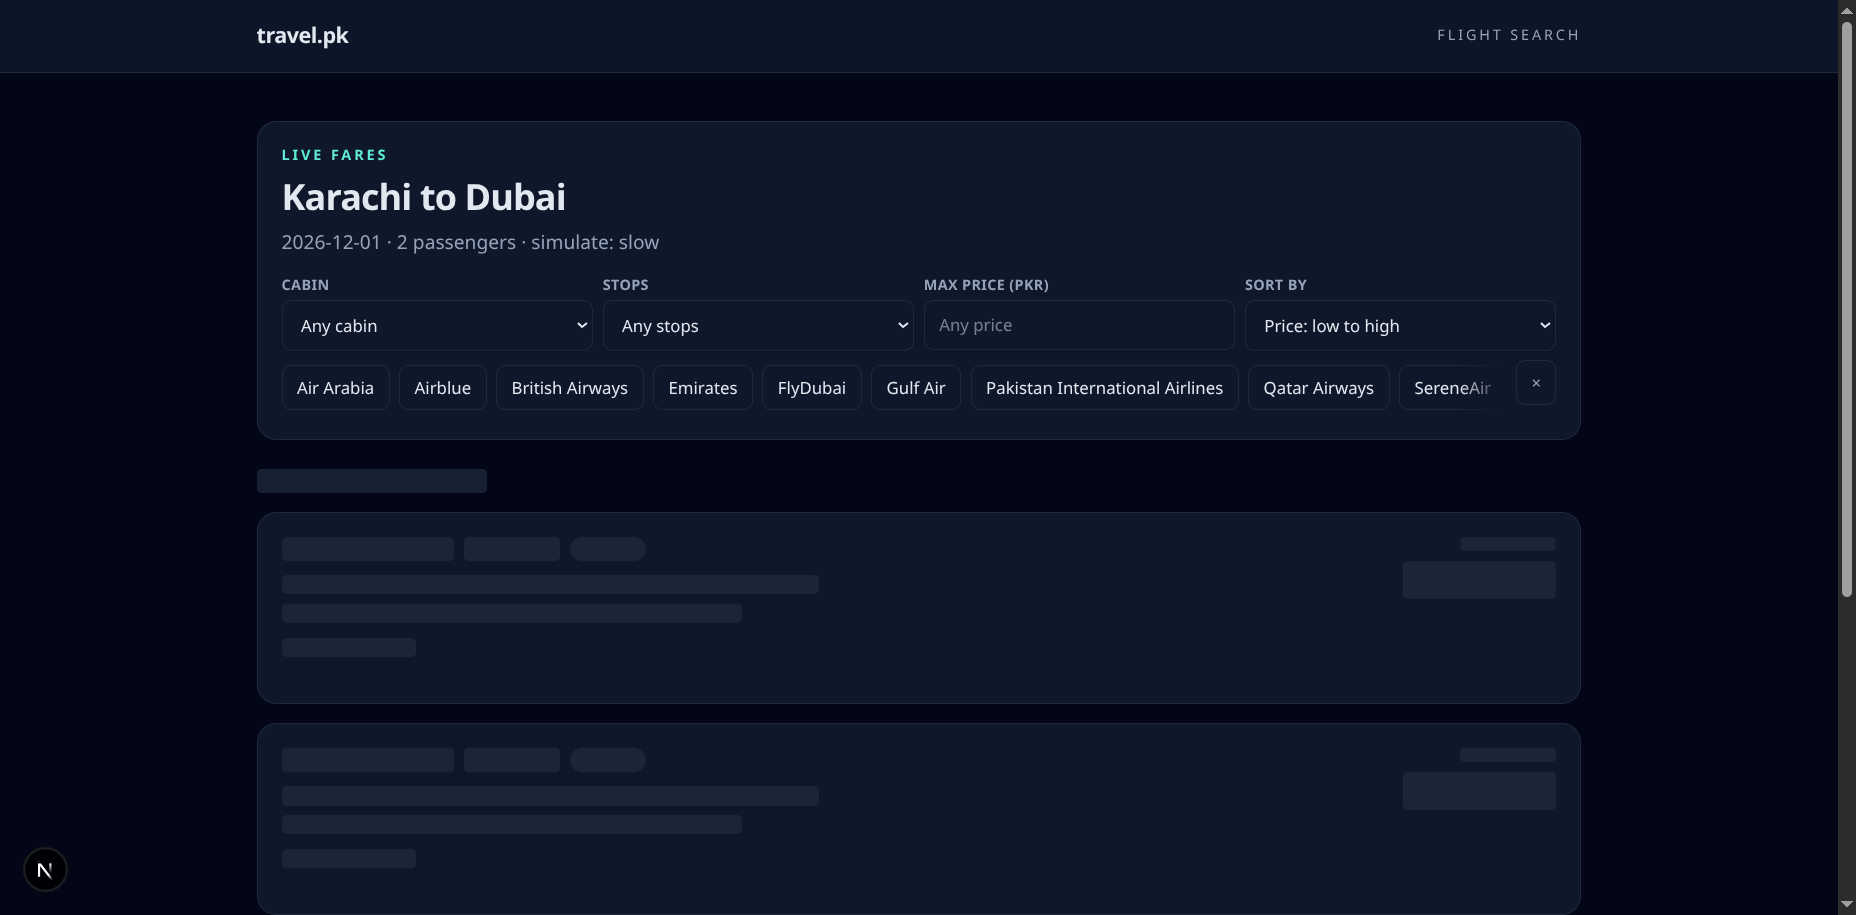 travel.pk
FLIGHT SEARCH
LIVE FARES
Karachi to Dubai
2026-12-01 · 2 passengers · simulate: slow
CABIN STOPS MAX PRICE (PKR) SORT BY
Any cabin Any stops Any price Price: low to high
Air Arabia Airblue British Airways Emirates FlyDubai Gulf Air Pakistan International Airlines Qatar Airways SereneAir ×
N